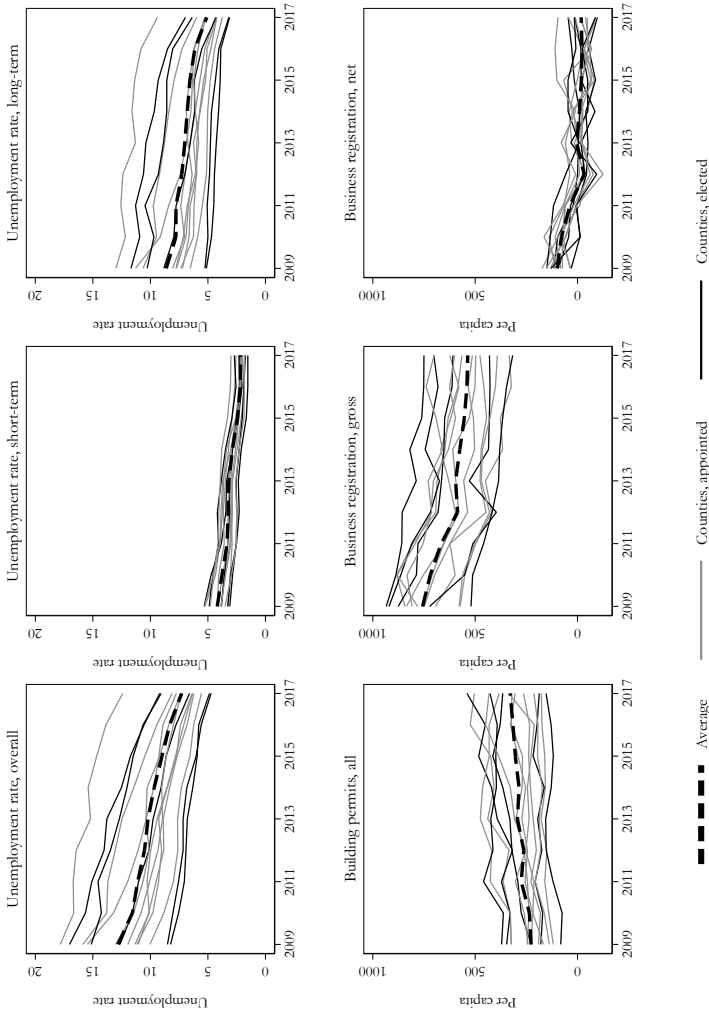 Unemployment rate, overall
Unemployment rate
20
15
10
5
0
2009 2011 2013 2015 2017
Unemployment rate, short-term
Unemployment rate
20
15
10
5
0
2009 2011 2013 2015 2017
Unemployment rate, long-term
Unemployment rate
20
15
10
5
0
2009 2011 2013 2015 2017
Building permits, all
Per capita
1000
500
0
2009 2011 2013 2015 2017
Business registration, gross
Per capita
1000
500
0
2009 2011 2013 2015 2017
Business registration, net
Per capita
1000
500
0
2009 2011 2013 2015 2017
Average Counties, appointed Counties, elected